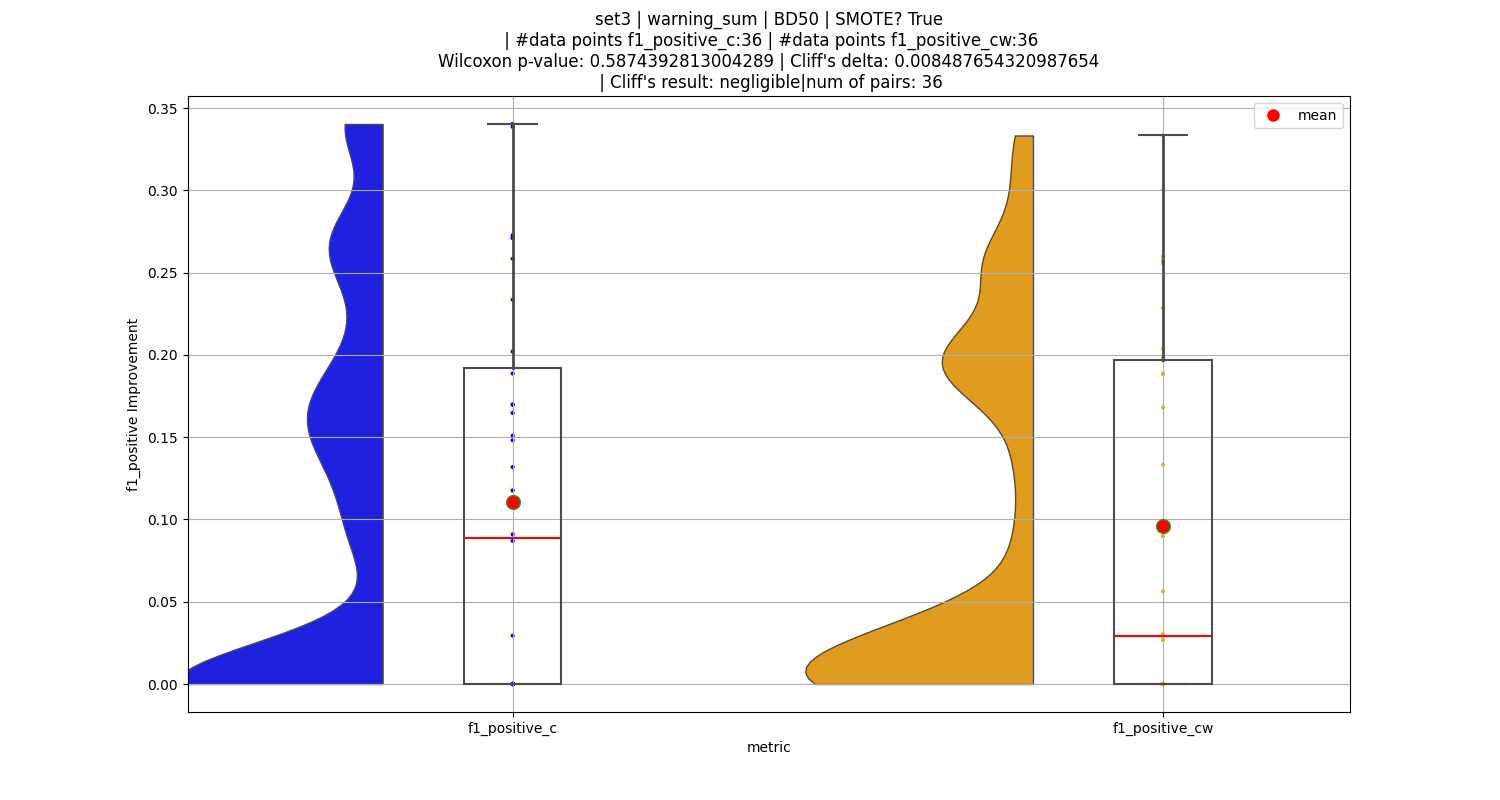 set3 | warning_sum | BD50 | SMOTE? True
| #data points f1_positive_c:36 | #data points f1_positive_cw:36
Wilcoxon p-value: 0.5874392813004289 | Cliff's delta: 0.008487654320987654
| Cliff's result: negligible|num of pairs: 36
mean
f1_positive Improvement
0.35
0.30
0.25
0.20
0.15
0.10
0.05
0.00
f1_positive_c
f1_positive_cw
metric